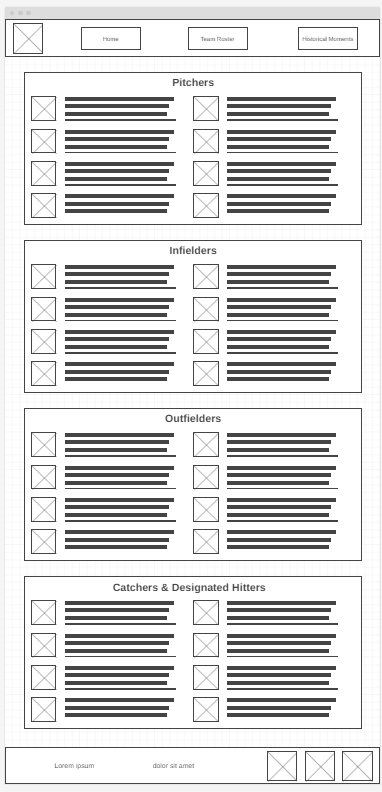 Home
Team Roster
Historical Moments
Pitchers
Infielders
Outfielders
Catchers & Designated Hitters
Lorem ipsum
dolor sit amet